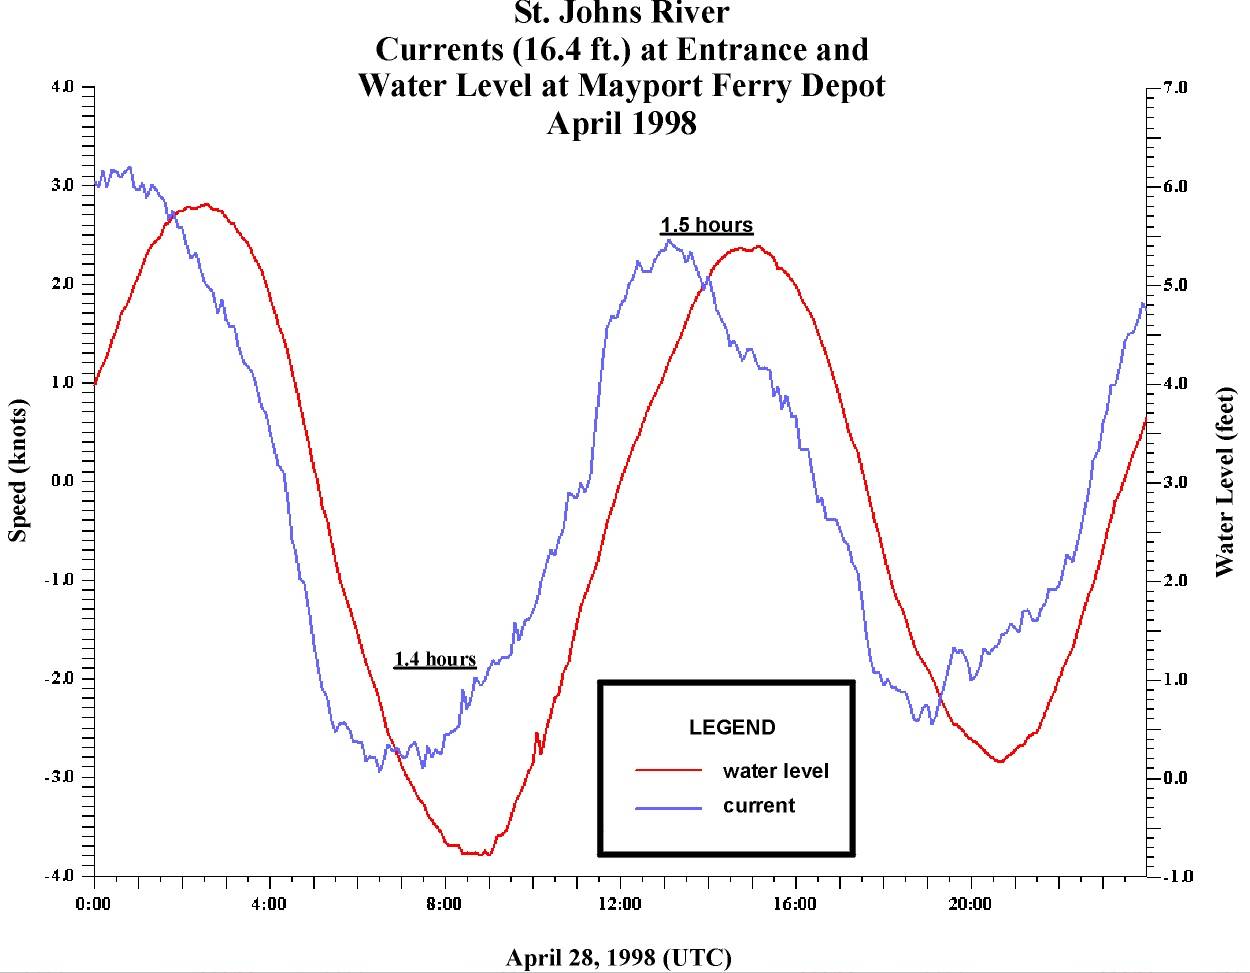 St. Johns River
Currents (16.4 ft.) at Entrance and
Water Level at Mayport Ferry Depot
April 1998
4.0
3.0
2.0
1.0
0.0
-1.0
-2.0
-3.0
-4.0
Speed (knots)
7.0
6.0
5.0
4.0
3.0
2.0
1.0
0.0
-1.0
Water Level (feet)
1.5 hours
1.4 hours
LEGEND
water level
current
0:00 4:00 8:00 12:00 16:00 20:00
April 28, 1998 (UTC)